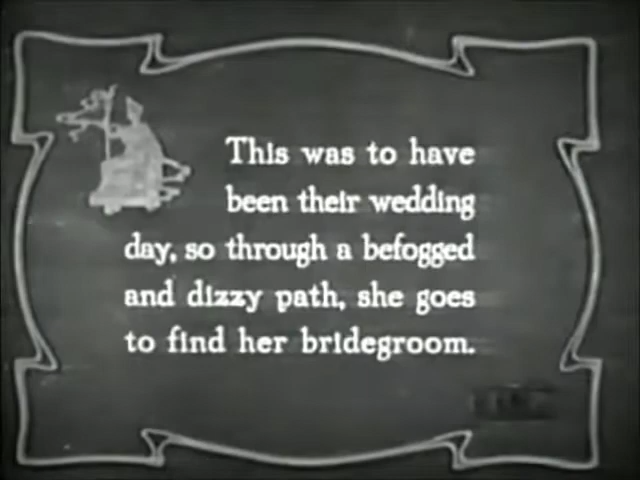 This was to have
been their wedding
day, so through a befogged
and dizzy path, she goes
to find her bridegroom.